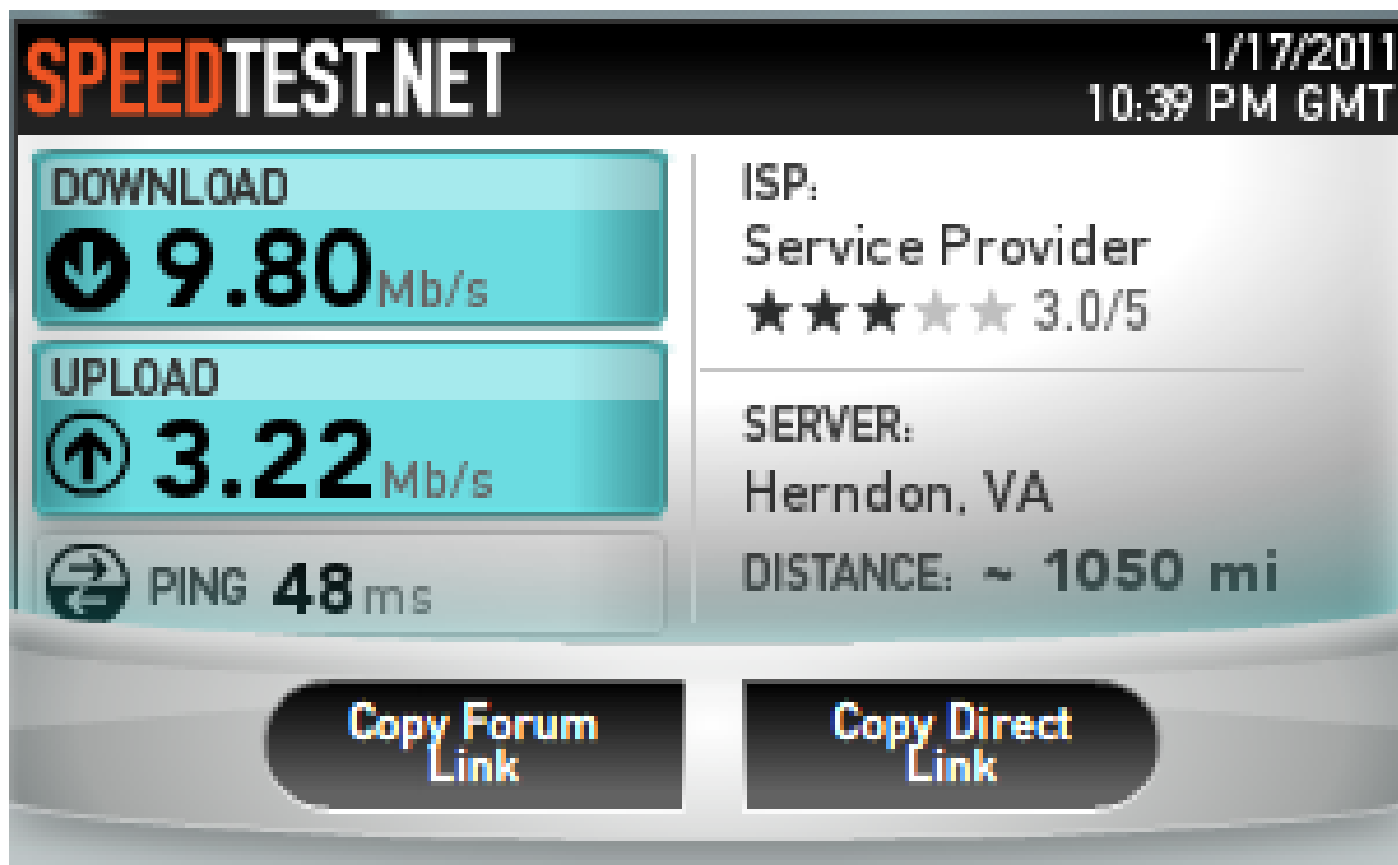 SPEEDTEST.NET
1/17/2011
10:39 PM GMT
DOWNLOAD
9.80 Mb/s
UPLOAD
3.22 Mb/s
PING 48 ms
ISP:
Service Provider
3.0/5
SERVER:
Herndon, VA
DISTANCE: ~ 1050 mi
Copy Forum
Link
Copy Direct
Link